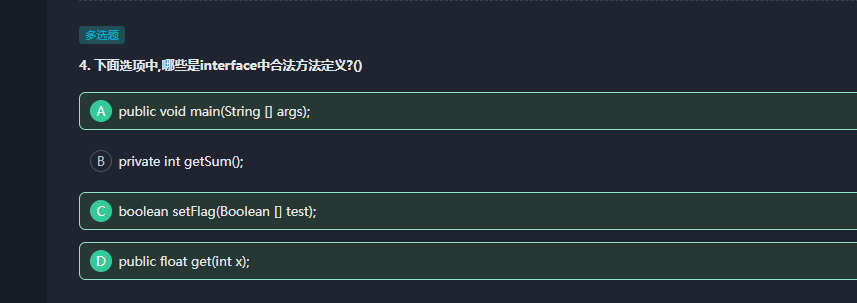 多选题
4. 下面选项中,哪些是interface中合法方法定义?()
A public void main(String [] args);
B private int getSum();
C boolean setFlag(Boolean [] test);
D public float get(int x);